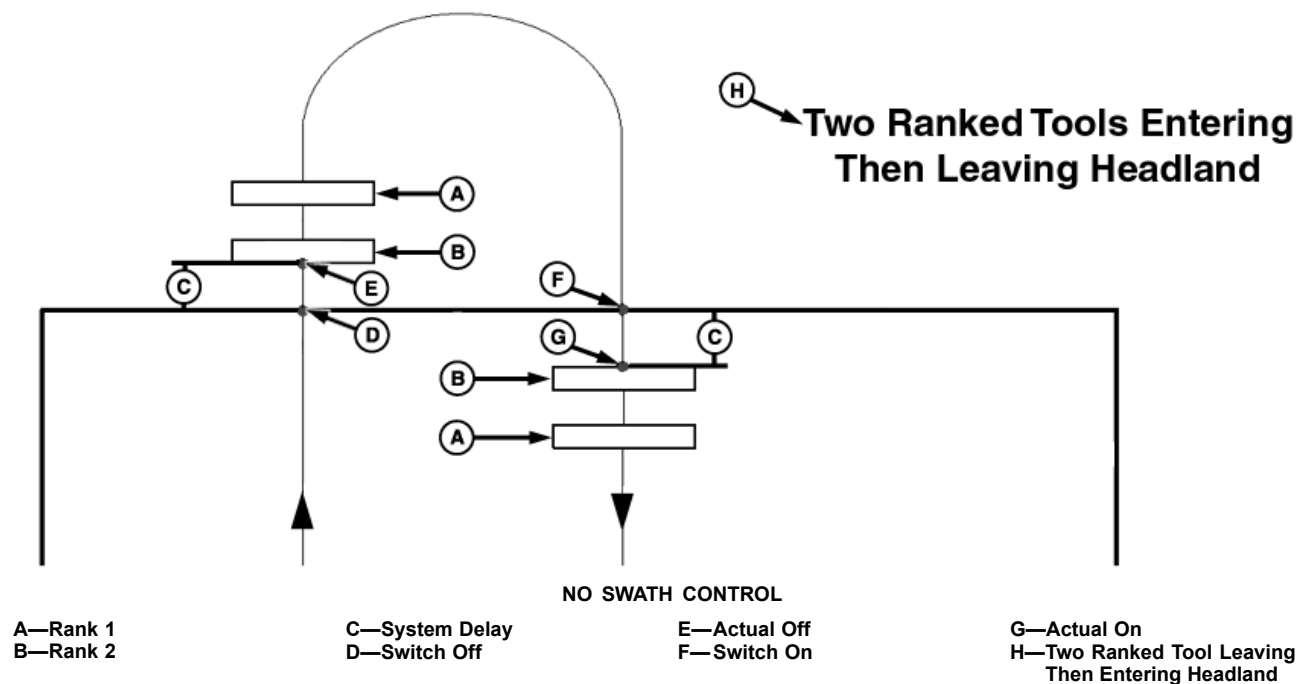 H
Two Ranked Tools Entering
Then Leaving Headland
A
B
C
E
D
F
G
C
B
A
NO SWATH CONTROL
A—Rank 1
B—Rank 2
C—System Delay
D—Switch Off
E—Actual Off
F—Switch On
G—Actual On
H—Two Ranked Tool Leaving
Then Entering Headland